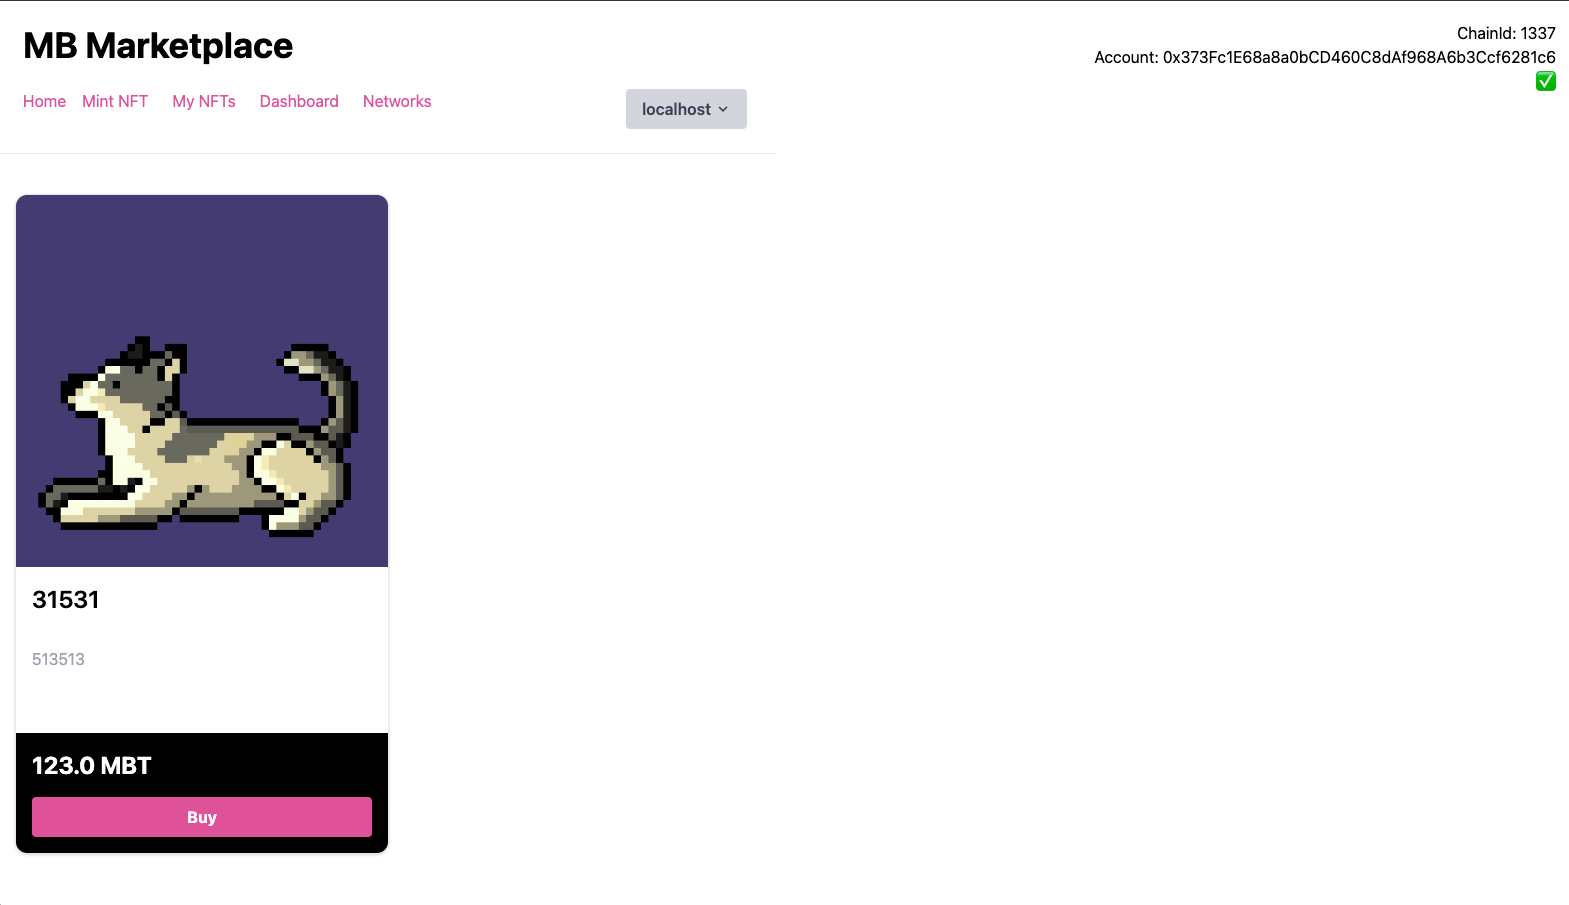 MB Marketplace
ChainId: 1337
Account: 0x373Fc1E68a8a0bCD460C8dAf968A6b3Ccf6281c6
Home Mint NFT My NFTs Dashboard Networks
localhost
31531
513513
123.0 MBT
Buy